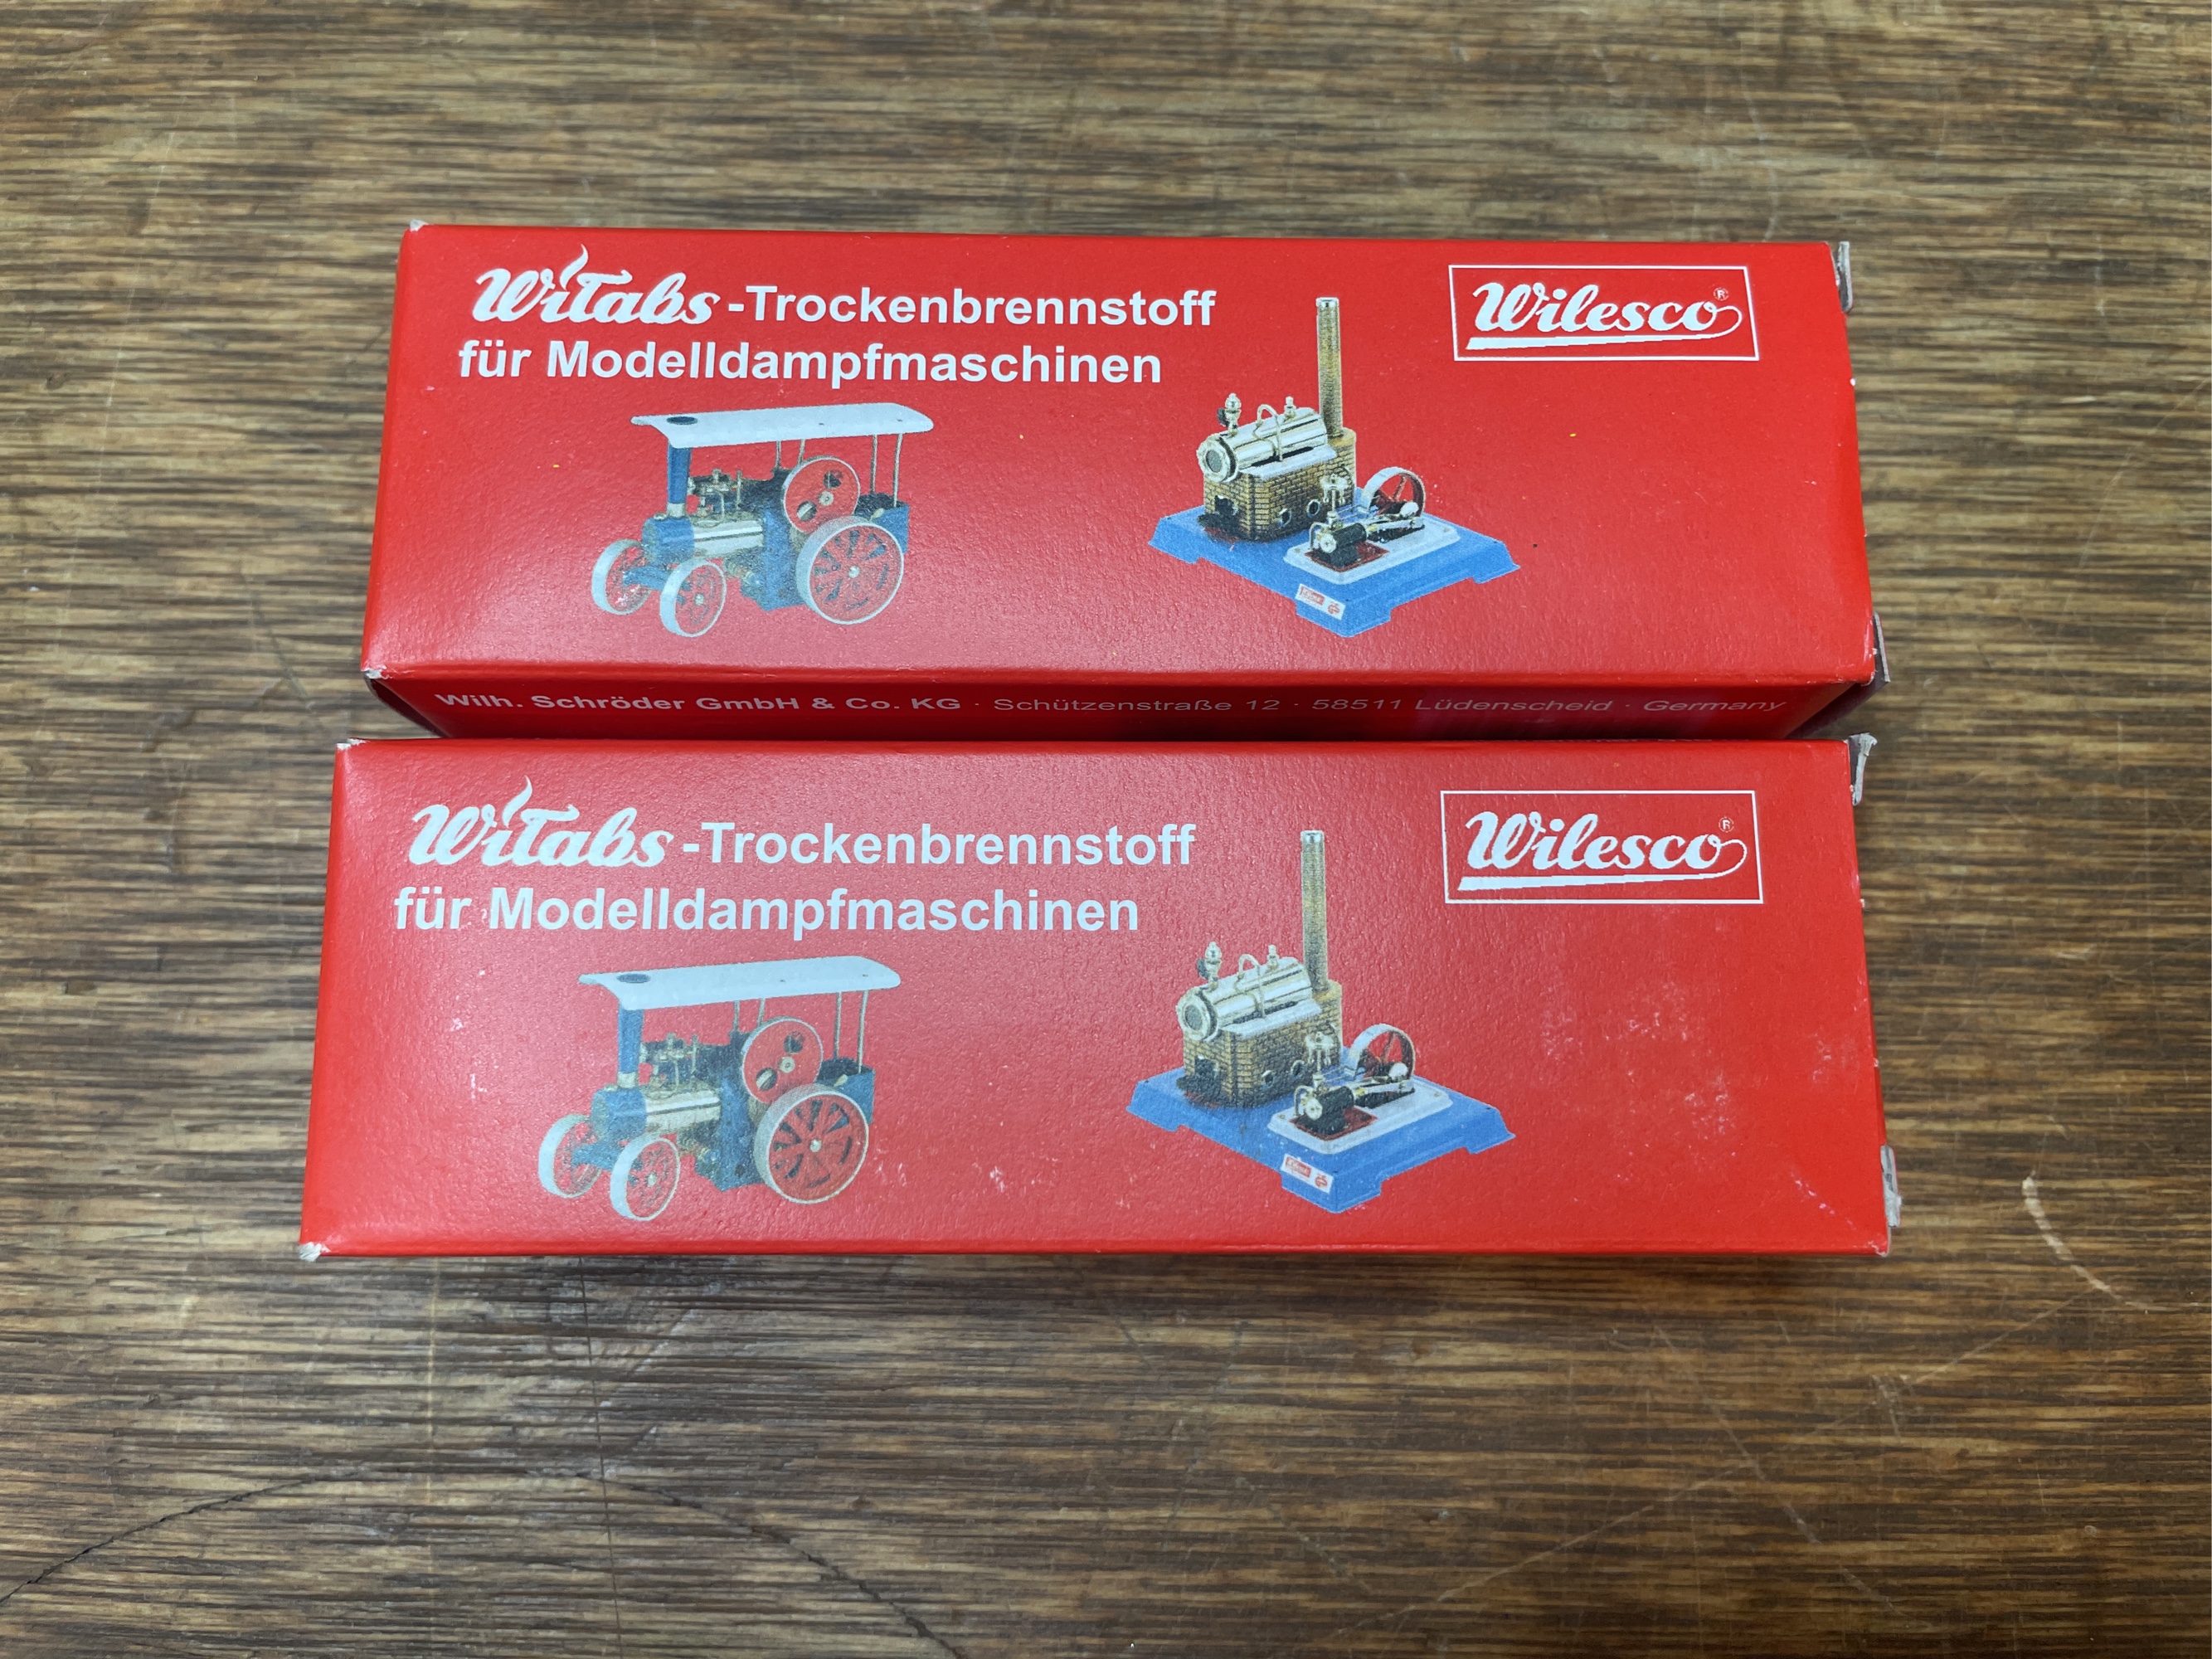 WiTabs-Trockenbrennstoff
für Modelldampfmaschinen
Wilesco®
Wilh. Schröder GmbH & Co. KG · Schützenstraße 12 · 58511 Lüdenscheid · Germany
WiTabs-Trockenbrennstoff
für Modelldampfmaschinen
Wilesco®